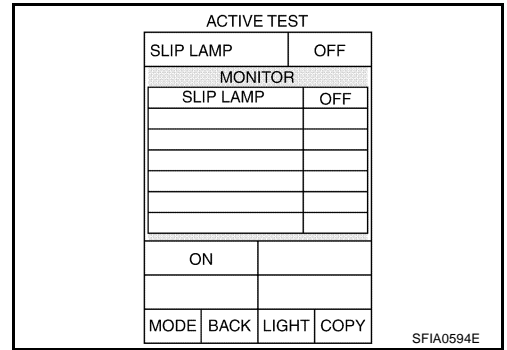 ACTIVE TEST
SLIP LAMP OFF
MONITOR
SLIP LAMP OFF
ON
MODE BACK LIGHT COPY
SFIA0594E